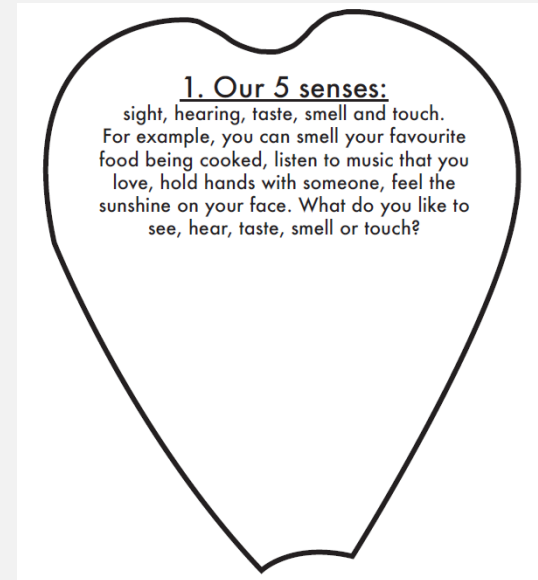 1. Our 5 senses:
sight, hearing, taste, smell and touch.
For example, you can smell your favourite
food being cooked, listen to music that you
love, hold hands with someone, feel the
sunshine on your face. What do you like to
see, hear, taste, smell or touch?